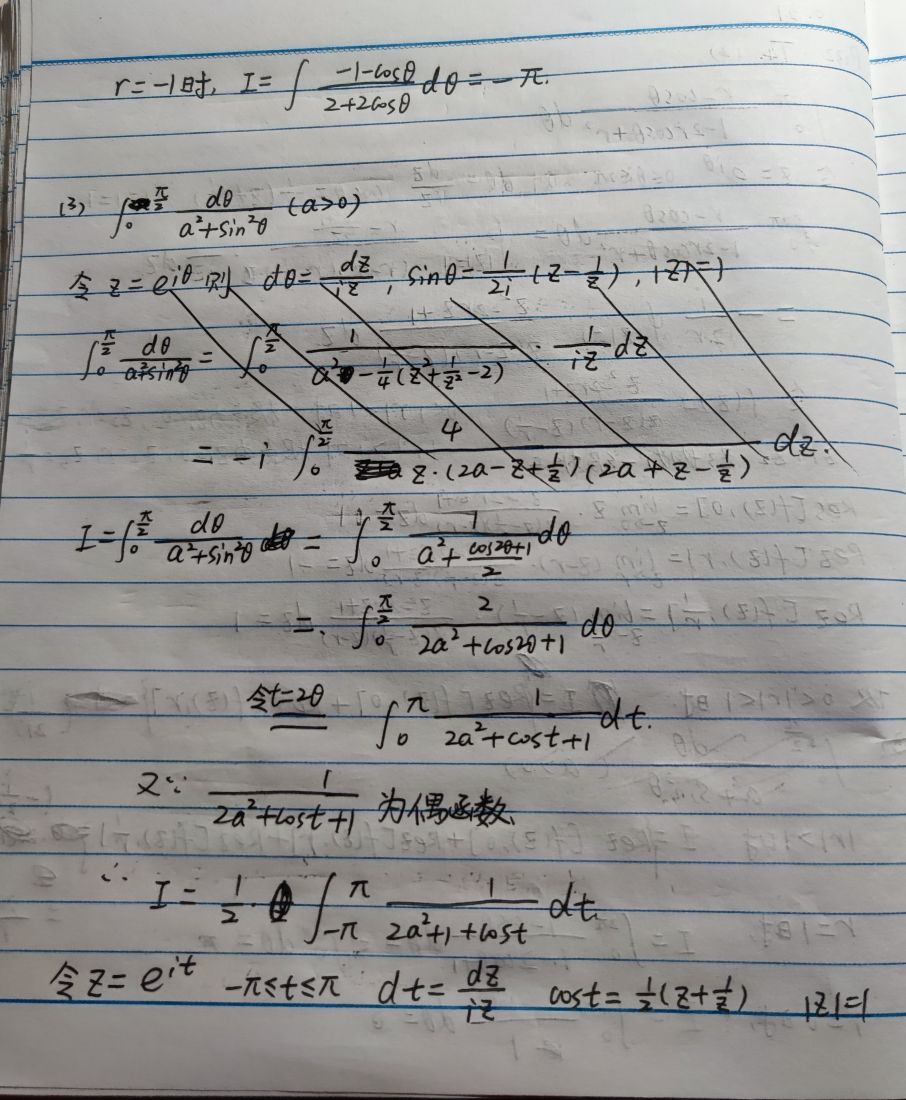 r=-1时, I=∫ (-1-cosθ)/(2+2cosθ) dθ = -π.
(3) ∫₀^{π/2} dθ/(a²+sin²θ) (a>0)
令 z=e^{iθ} 则 dθ=dz/(iz), sinθ=1/(2i) (z-1/z), |z|=1
∫₀^{π/2} dθ/(a²+sin²θ) = ∫₀^{π/2} 1/(a²-1/4(z²+1/z²-2)) · 1/(iz) dz
= -i ∫₀^{π/2} 4/(z·(2a-z+1/z)(2a+z-1/z)) dz.
I=∫₀^{π/2} dθ/(a²+sin²θ) = ∫₀^{π/2} 1/(a²+(cos2θ+1)/2) dθ
= ∫₀^{π/2} 2/(2a²+cos2θ+1) dθ
令t=2θ == ∫₀^π 1/(2a²+cost+1) dt.
又∵ 1/(2a²+cost+1) 为偶函数
∴ I = 1/2 · ∫_{-π}^{π} 1/(2a²+1+cost) dt.
令 z=e^{it} -π≤t≤π dt=dz/(iz) cost=1/2(z+1/z) |z|=1